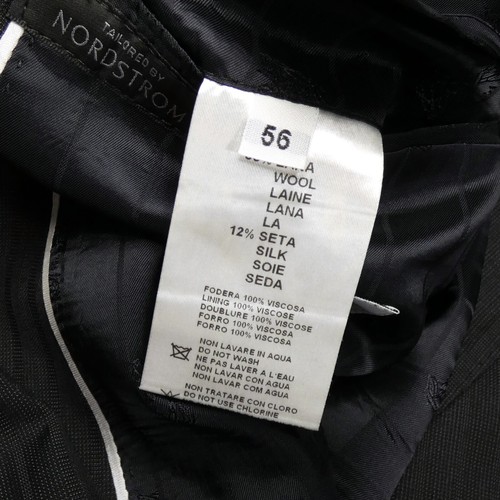 TAILORED BY
NORDSTROM
56
LANA
WOOL
LAINE
LANA
LA
12% SETA
SILK
SOIE
SEDA
FODERA 100% VISCOSA
LINING 100% VISCOSE
DOUBLURE 100% VISCOSE
FORRO 100% VISCOSA
FORRO 100% VISCOSA
NON LAVARE IN AQUA
DO NOT WASH
NE PAS LAVER A L'EAU
NON LAVAR CON AGUA
NON LAVAR CON AGUA
NON TRATARE CON CLORO
DO NOT USE CHLORINE